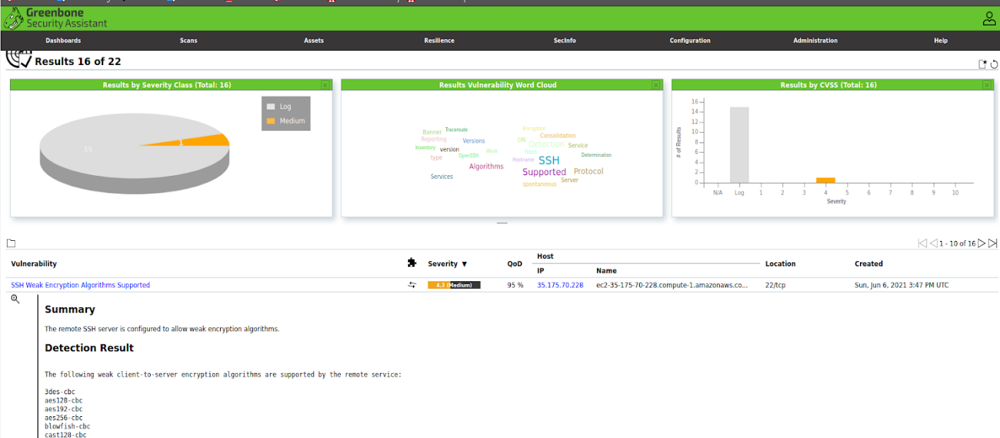 Greenbone
Security Assistant
Dashboards Scans Assets Resilience SecInfo Configuration Administration Help
Results 16 of 22
Results by Severity Class (Total: 16)
Log
Medium
15
1
Results Vulnerability Word Cloud
Encryption
Banner Traceroute
Consolidation
Reporting Versions CPE Detection Service
Inventory version
type OpenSSH Weak types Determination
Hostname SSH
Algorithms
Supported Protocol
Services
Server
spontaneous
Results by CVSS (Total: 16)
# of Results
16
14
12
10
8
6
4
2
0
N/A Log 1 2 3 4 5 6 7 8 9 10
Severity
1 - 10 of 16
Vulnerability Severity ▼ QoD Host Location Created
IP Name
SSH Weak Encryption Algorithms Supported 4.3 (Medium) 95 % 35.175.70.228 ec2-35-175-70-228.compute-1.amazonaws.co... 22/tcp Sun, Jun 6, 2021 3:47 PM UTC
Summary
The remote SSH server is configured to allow weak encryption algorithms.
Detection Result
The following weak client-to-server encryption algorithms are supported by the remote service:
3des-cbc
aes128-cbc
aes192-cbc
aes256-cbc
blowfish-cbc
cast128-cbc